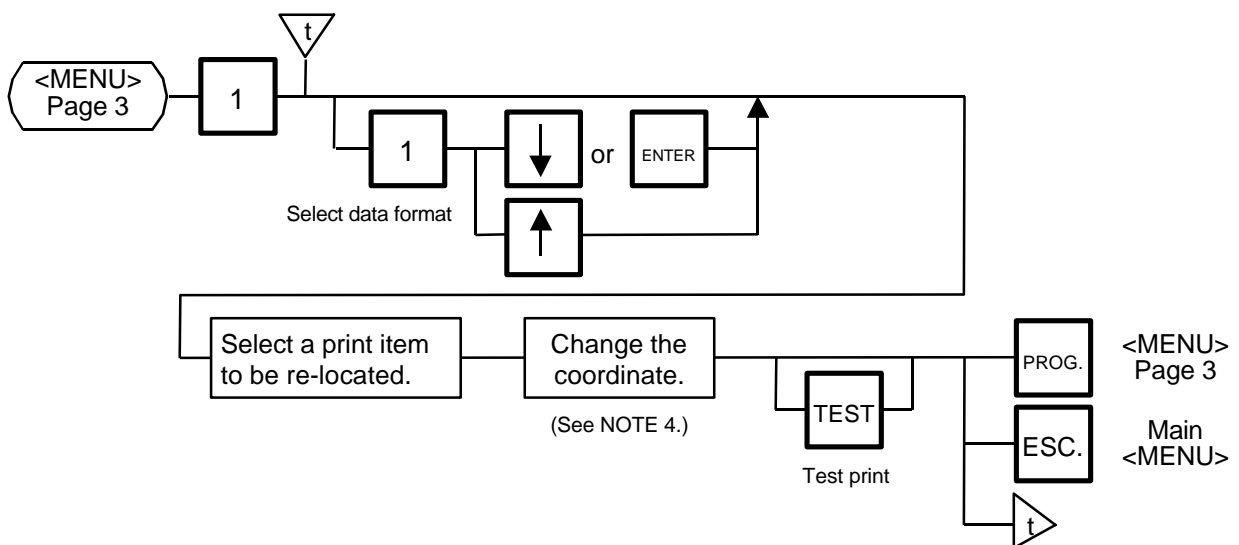 t
<MENU>
Page 3
1
1
or
ENTER
Select data format
Select a print item
to be re-located.
Change the
coordinate.
(See NOTE 4.)
TEST
Test print
PROG.
<MENU>
Page 3
ESC.
Main
<MENU>
t